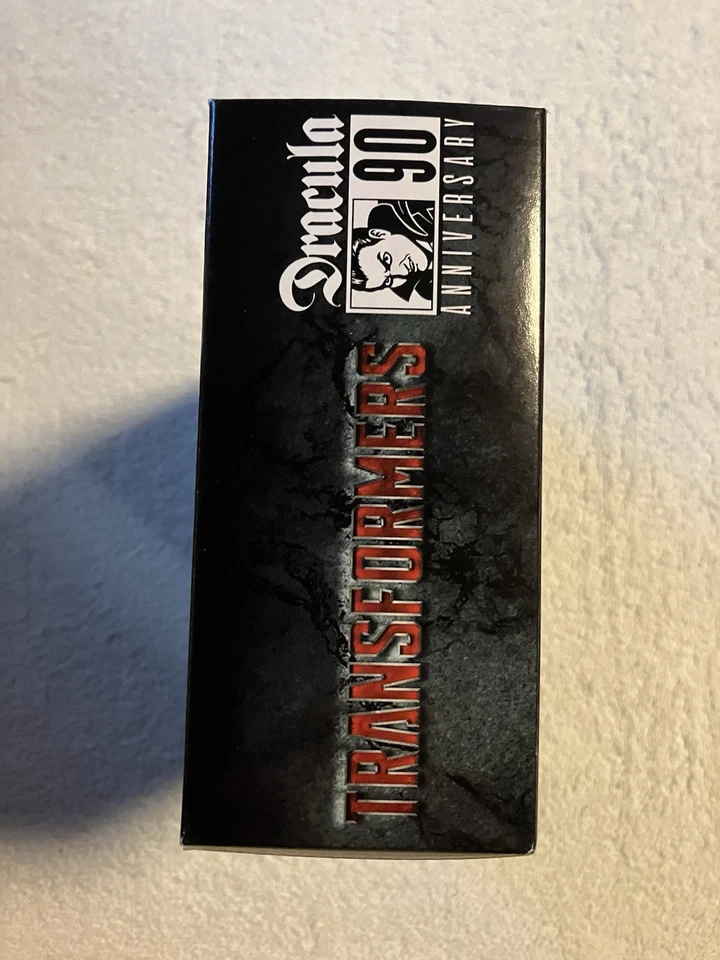 TRANSFORMERS
Dracula
90
ANNIVERSARY